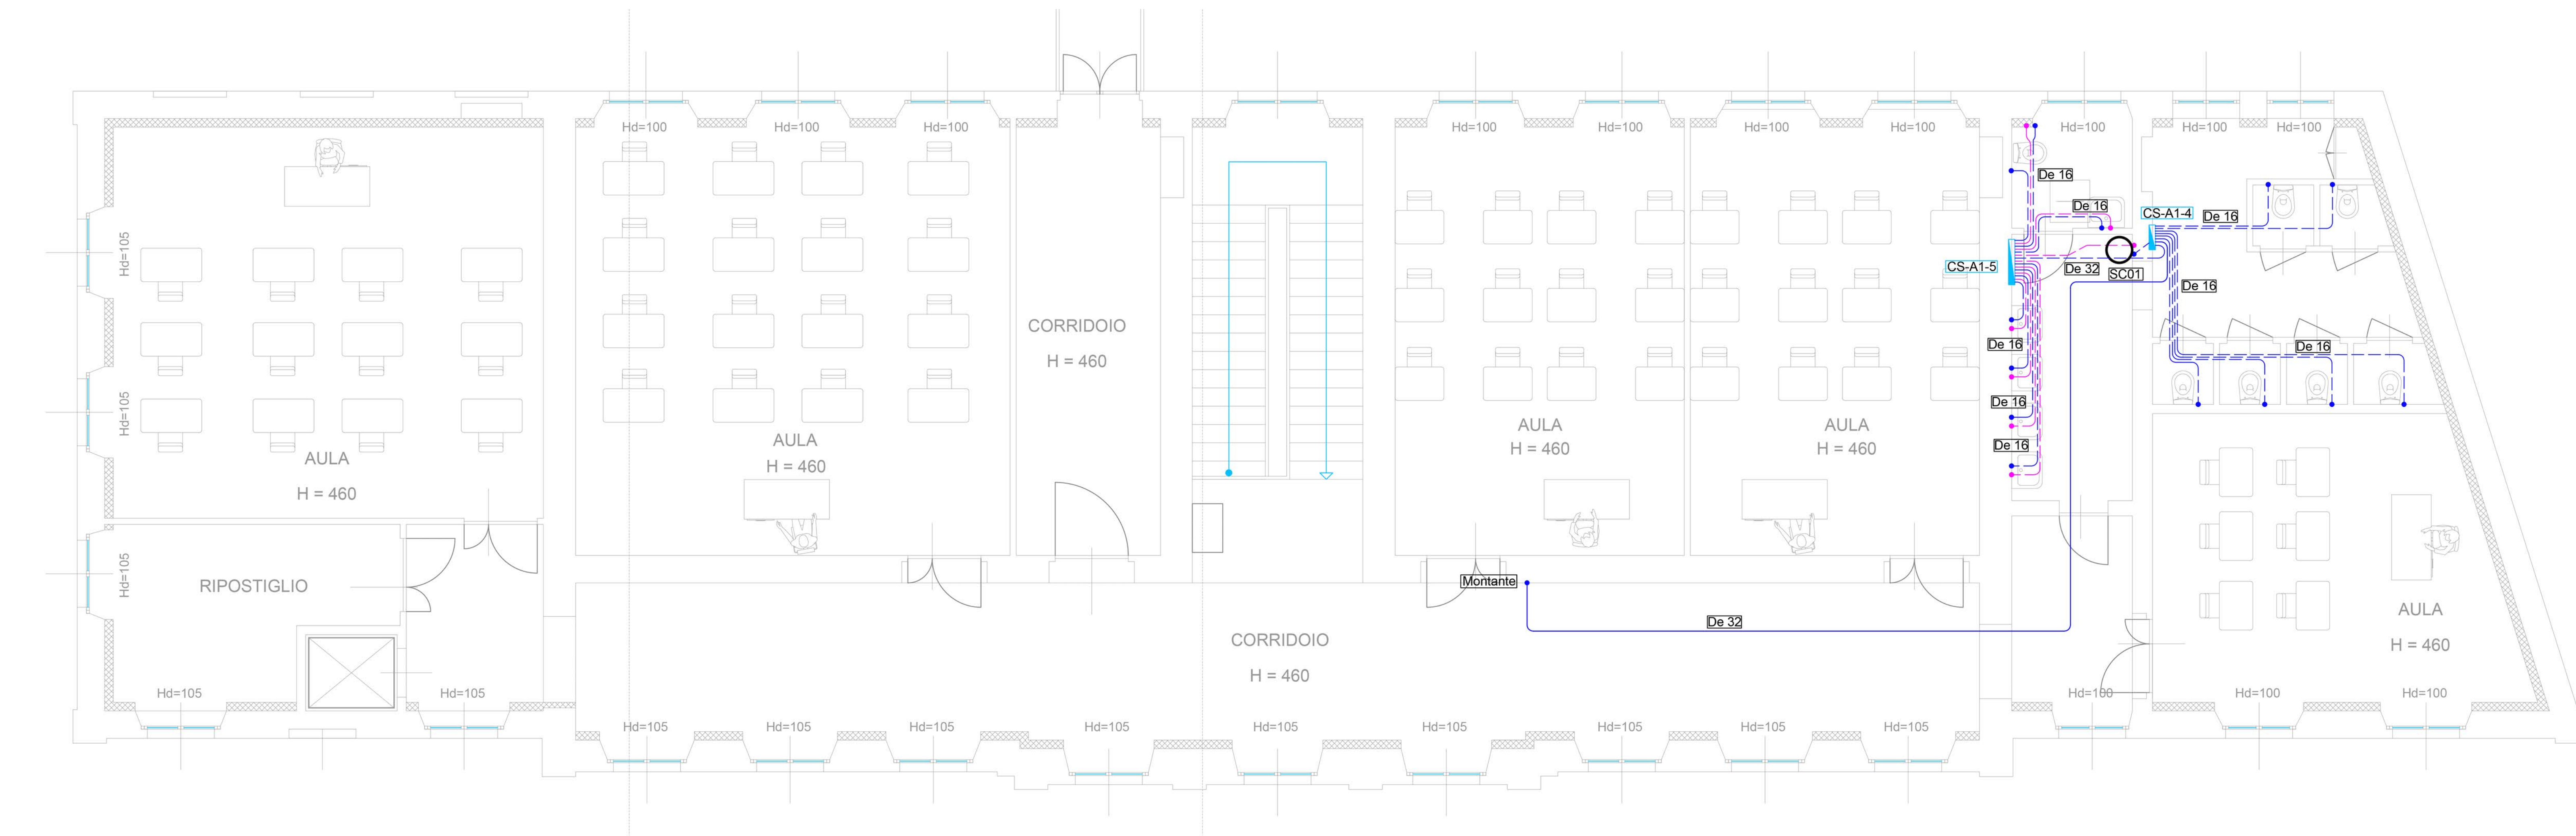 Hd=100
Hd=100
Hd=100
Hd=100
Hd=100
Hd=100
Hd=100
Hd=100
Hd=100
Hd=100
De 16
De 16
CS-A1-4
De 16
Hd=105
CS-A1-5
De 32
SC01
De 16
CORRIDOIO
H = 460
De 16
De 16
Hd=105
De 16
AULA
H = 460
AULA
H = 460
AULA
H = 460
AULA
H = 460
De 16
Hd=105
RIPOSTIGLIO
Montante
De 32
CORRIDOIO
H = 460
AULA
H = 460
Hd=105
Hd=105
Hd=100
Hd=100
Hd=100
Hd=105
Hd=105
Hd=105
Hd=105
Hd=105
Hd=105
Hd=105
Hd=105
Hd=105